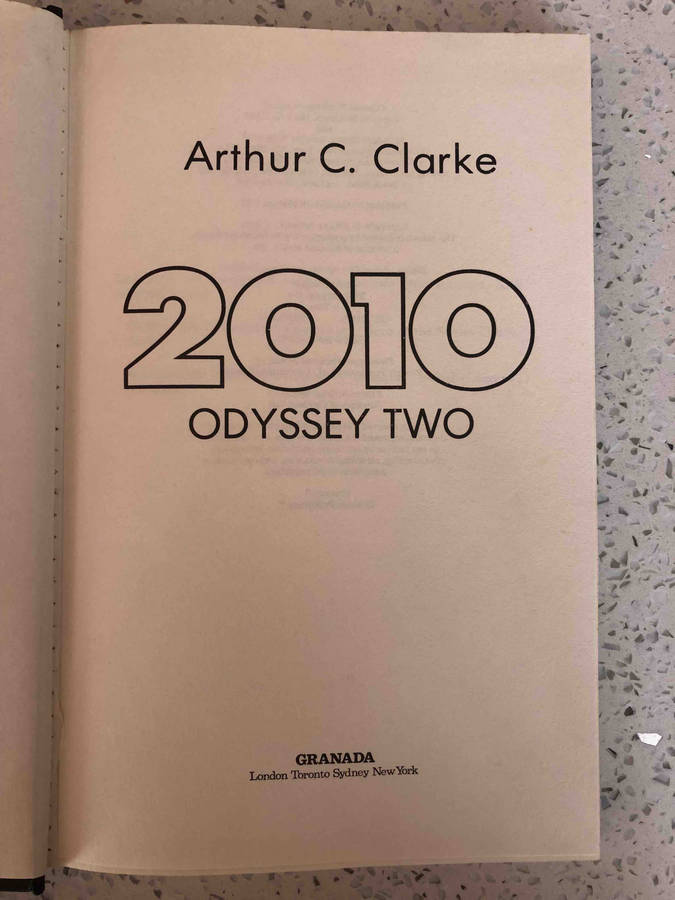 Arthur C. Clarke
2010
ODYSSEY TWO
GRANADA
London Toronto Sydney New York